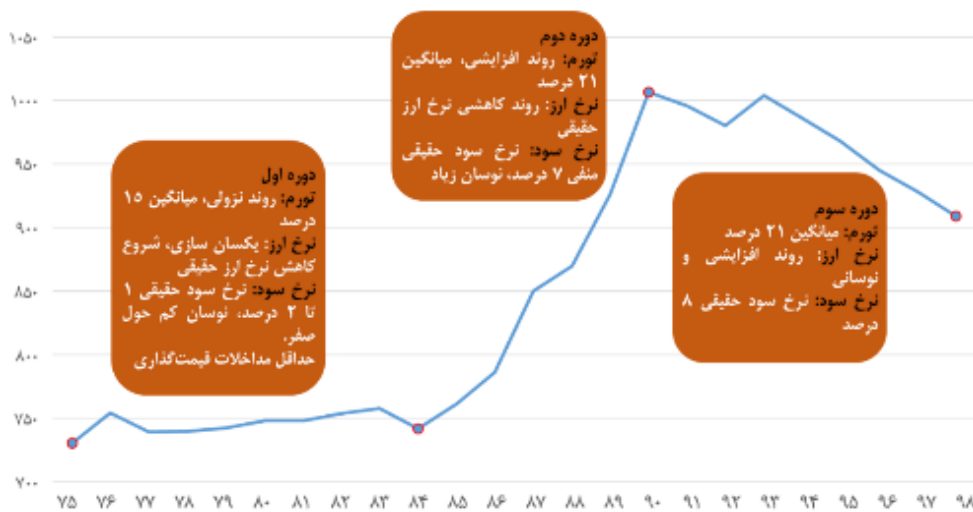 ۱۰۵۰
۱۰۰۰
۹۵۰
۹۰۰
۸۵۰
۸۰۰
۷۵۰
۷۰۰
دوره اول
تورم: روند نزولی، میانگین ۱۵
درصد
نرخ ارز: یکسان سازی، شروع
کاهش نرخ ارز حقیقی
نرخ سود: نرخ سود حقیقی ۱
تا ۲ درصد، نوسان کم حول
صفر.
حداقل مداخلات قیمت‌گذاری
دوره دوم
تورم: روند افزایشی، میانگین
۲۱ درصد
نرخ ارز: روند کاهشی نرخ ارز
حقیقی
نرخ سود: نرخ سود حقیقی
منفی ۷ درصد، نوسان زیاد
دوره سوم
تورم: میانگین ۲۱ درصد
نرخ ارز: روند افزایشی و
نوسانی
نرخ سود: نرخ سود حقیقی ۸
درصد
۷۵ ۷۶ ۷۷ ۷۸ ۷۹ ۸۰ ۸۱ ۸۲ ۸۳ ۸۴ ۸۵ ۸۶ ۸۷ ۸۸ ۸۹ ۹۰ ۹۱ ۹۲ ۹۳ ۹۴ ۹۵ ۹۶ ۹۷ ۹۸